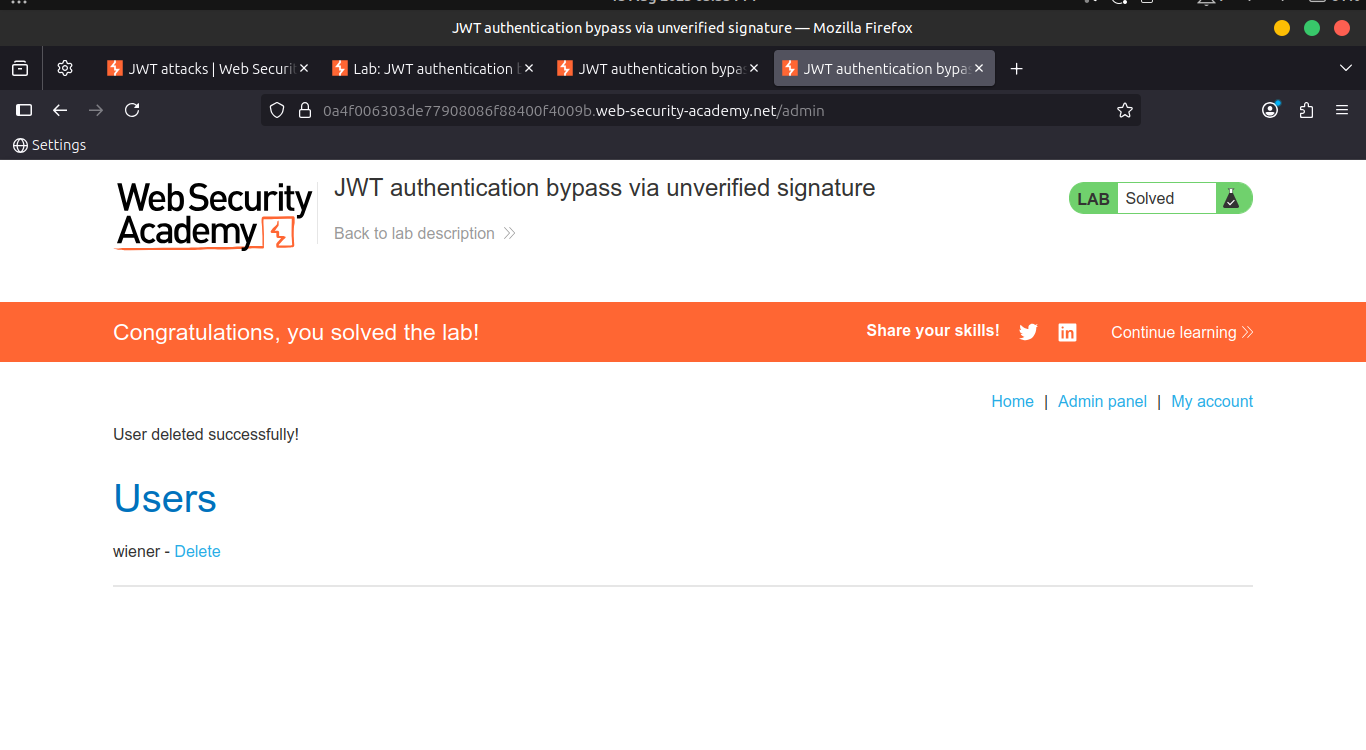 JWT authentication bypass via unverified signature — Mozilla Firefox
JWT attacks | Web Securi
Lab: JWT authentication
JWT authentication bypa
JWT authentication bypa
0a4f006303de77908086f88400f4009b.web-security-academy.net/admin
Settings
Web Security
Academy
JWT authentication bypass via unverified signature
Back to lab description
LAB Solved
Congratulations, you solved the lab!
Share your skills!
Continue learning
Home | Admin panel | My account
User deleted successfully!
Users
wiener - Delete